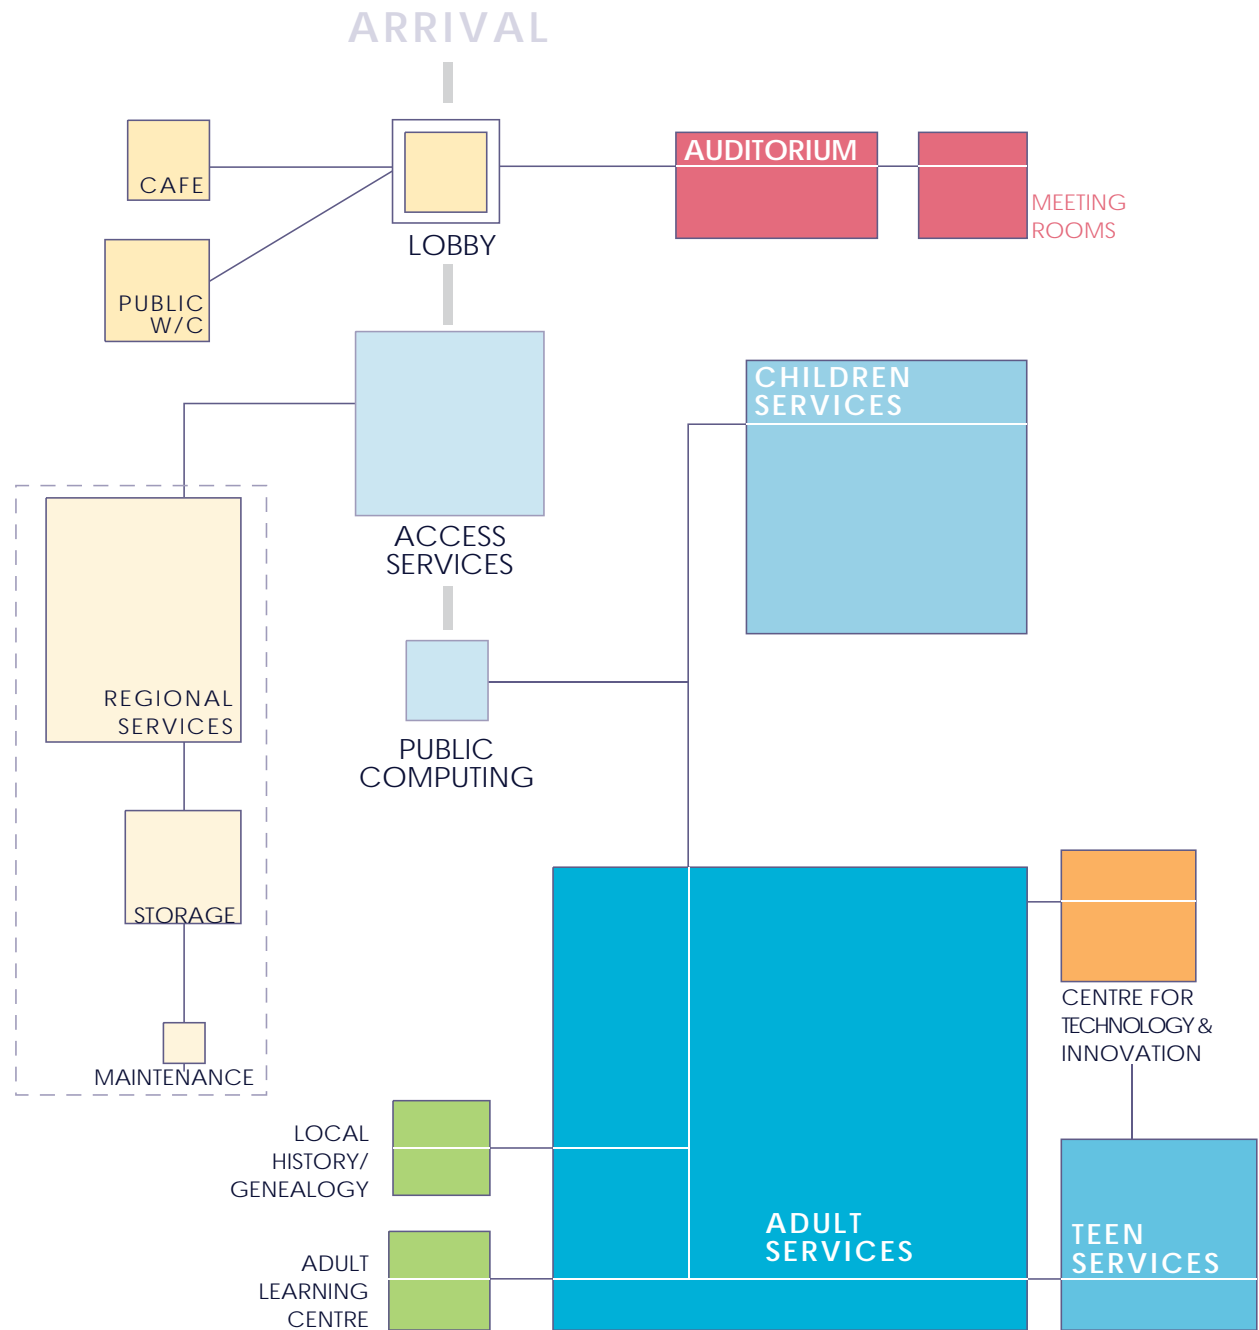 ARRIVAL
CAFE
PUBLIC
W/C
LOBBY
AUDITORIUM
MEETING
ROOMS
CHILDREN
SERVICES
ACCESS
SERVICES
REGIONAL
SERVICES
PUBLIC
COMPUTING
STORAGE
MAINTENANCE
CENTRE FOR
TECHNOLOGY &
INNOVATION
LOCAL
HISTORY/
GENEALOGY
ADULT
SERVICES
TEEN
SERVICES
ADULT
LEARNING
CENTRE